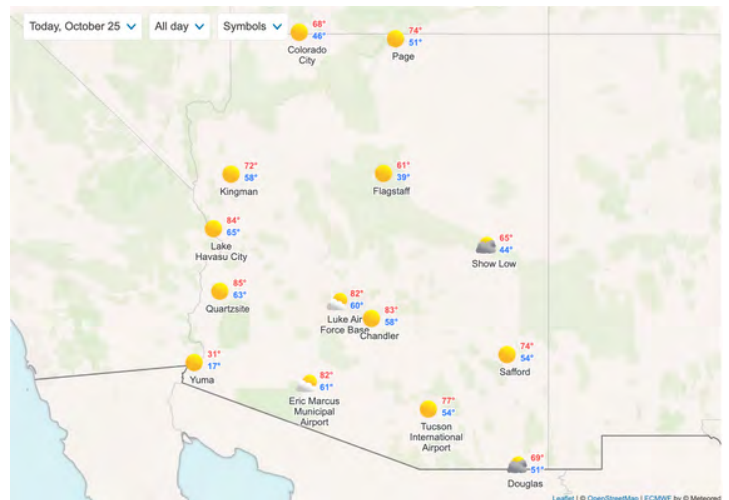 Today, October 25
All day
Symbols
68°
46°
Colorado
City
74°
51°
Page
72°
58°
Kingman
61°
39°
Flagstaff
84°
65°
Lake
Havasu City
65°
44°
Show Low
85°
63°
Quartzsite
82°
60°
Luke Air
Force Base
83°
58°
Chandler
31°
17°
Yuma
74°
54°
Safford
82°
61°
Eric Marcus
Municipal
Airport
77°
54°
Tucson
International
Airport
69°
51°
Douglas
Leaflet | © OpenStreetMap | ECMWF by © Meteored